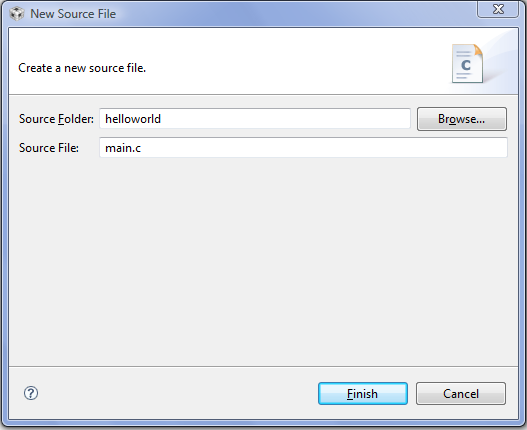 New Source File
Create a new source file.
C
Source Folder: helloworld Browse...
Source File: main.c
?
Finish Cancel